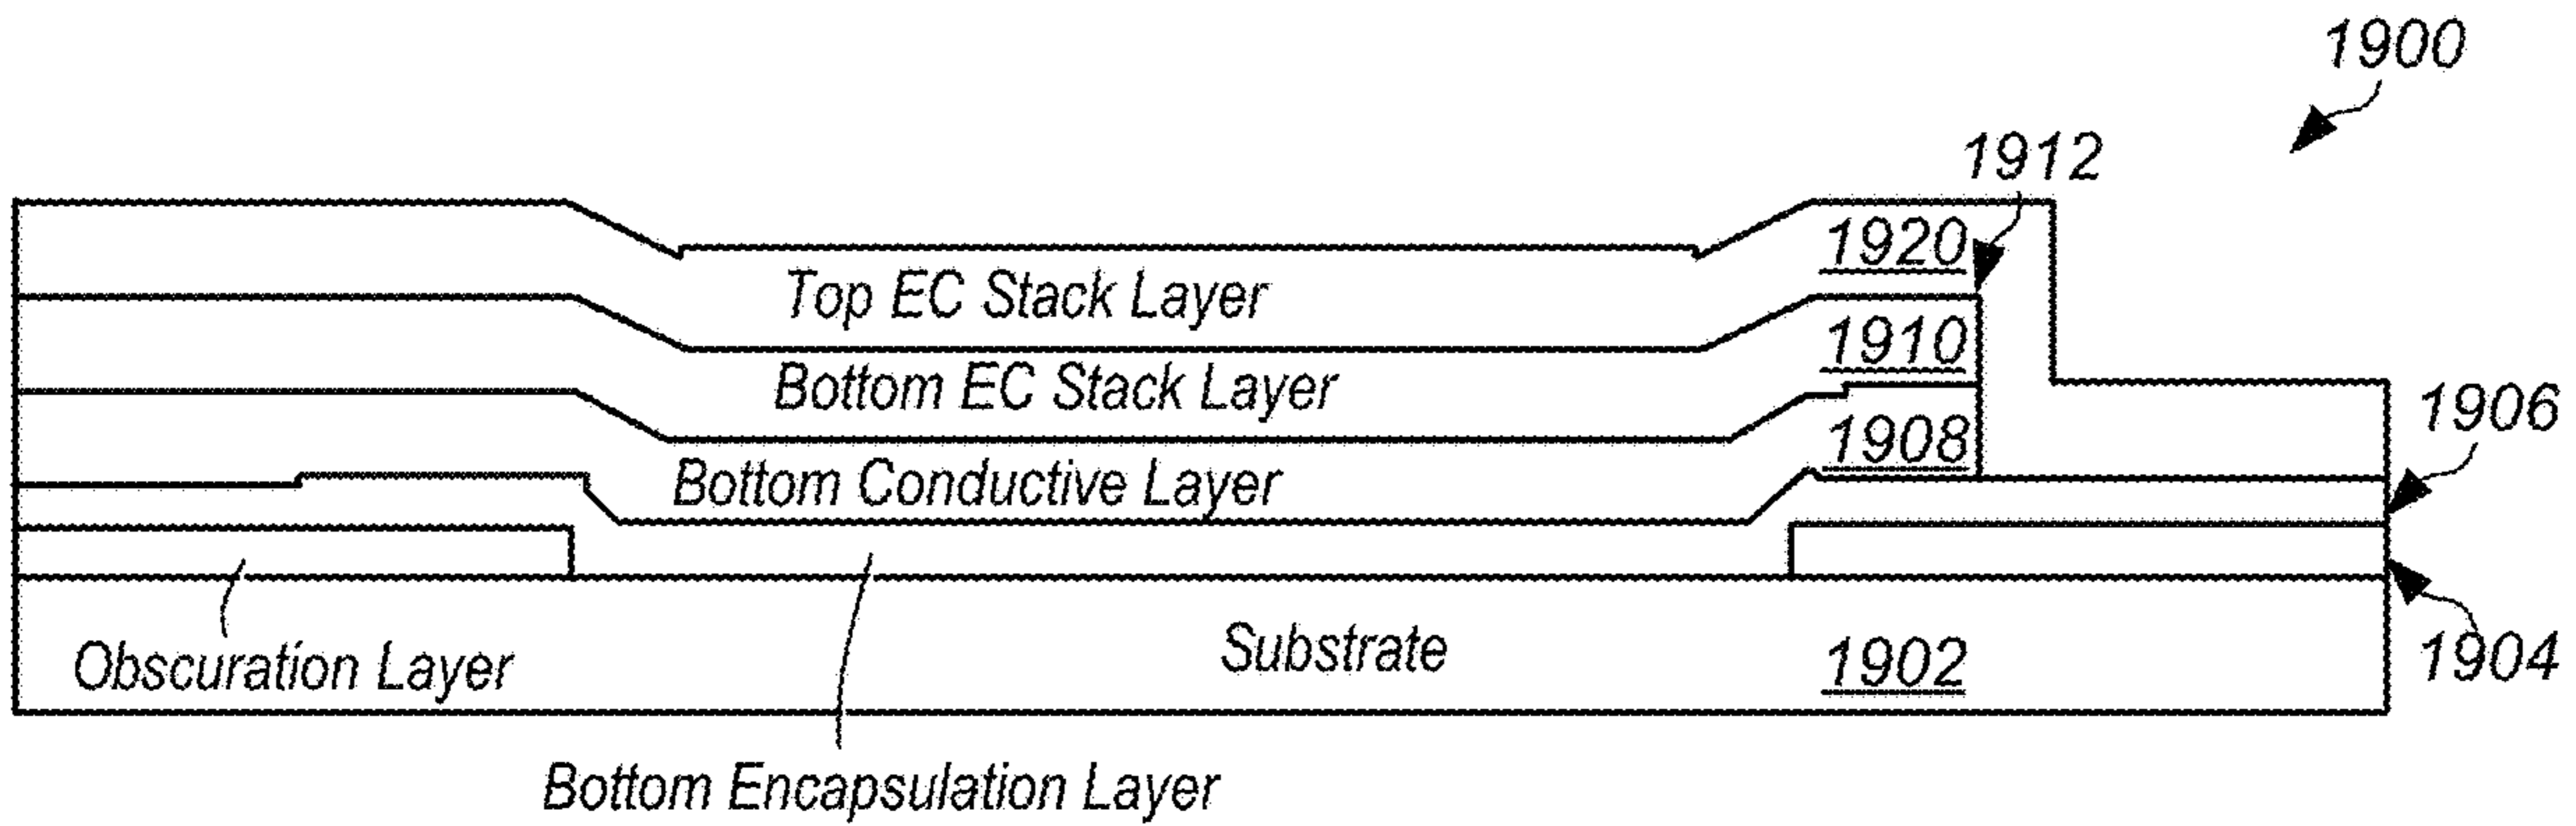 1900
1912
1920
Top EC Stack Layer
1910
Bottom EC Stack Layer
1906
1908
Bottom Conductive Layer
Substrate
1902
1904
Obscuration Layer
Bottom Encapsulation Layer